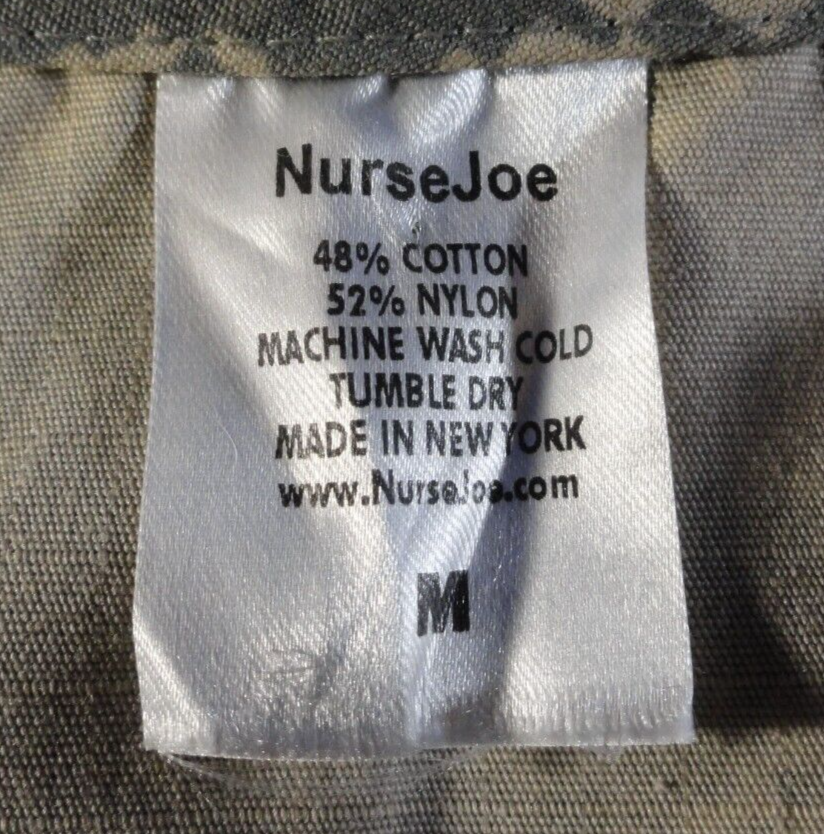 NurseJoe
48% COTTON
52% NYLON
MACHINE WASH COLD
TUMBLE DRY
MADE IN NEW YORK
www.NurseJoe.com
M